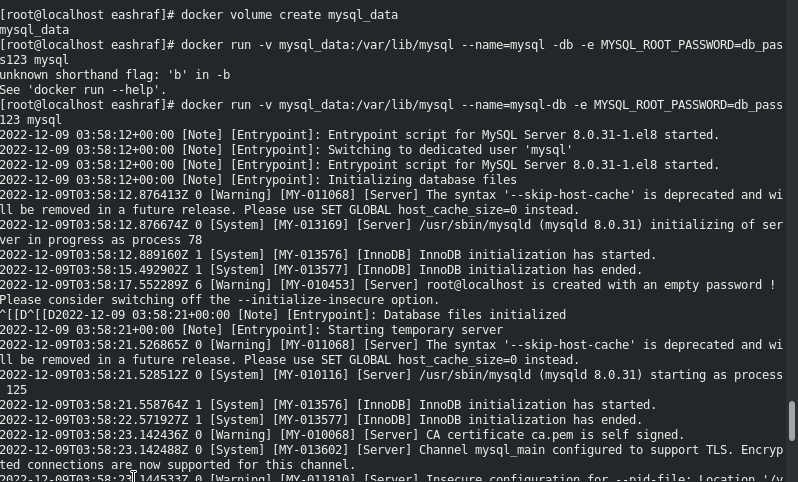 [root@localhost eashraf]# docker volume create mysql_data
mysql_data
[root@localhost eashraf]# docker run -v mysql_data:/var/lib/mysql --name=mysql -db -e MYSQL_ROOT_PASSWORD=db_pas
s123 mysql
unknown shorthand flag: 'b' in -b
See 'docker run --help'.
[root@localhost eashraf]# docker run -v mysql_data:/var/lib/mysql --name=mysql-db -e MYSQL_ROOT_PASSWORD=db_pass
123 mysql
2022-12-09 03:58:12+00:00 [Note] [Entrypoint]: Entrypoint script for MySQL Server 8.0.31-1.el8 started.
2022-12-09 03:58:12+00:00 [Note] [Entrypoint]: Switching to dedicated user 'mysql'
2022-12-09 03:58:12+00:00 [Note] [Entrypoint]: Entrypoint script for MySQL Server 8.0.31-1.el8 started.
2022-12-09 03:58:12+00:00 [Note] [Entrypoint]: Initializing database files
2022-12-09T03:58:12.876413Z 0 [Warning] [MY-011068] [Server] The syntax '--skip-host-cache' is deprecated and wi
ll be removed in a future release. Please use SET GLOBAL host_cache_size=0 instead.
2022-12-09T03:58:12.876674Z 0 [System] [MY-013169] [Server] /usr/sbin/mysqld (mysqld 8.0.31) initializing of ser
ver in progress as process 78
2022-12-09T03:58:12.889160Z 1 [System] [MY-013576] [InnoDB] InnoDB initialization has started.
2022-12-09T03:58:15.492902Z 1 [System] [MY-013577] [InnoDB] InnoDB initialization has ended.
2022-12-09T03:58:17.552289Z 6 [Warning] [MY-010453] [Server] root@localhost is created with an empty password !
Please consider switching off the --initialize-insecure option.
^[[D^[[D2022-12-09 03:58:21+00:00 [Note] [Entrypoint]: Database files initialized
2022-12-09 03:58:21+00:00 [Note] [Entrypoint]: Starting temporary server
2022-12-09T03:58:21.526865Z 0 [Warning] [MY-011068] [Server] The syntax '--skip-host-cache' is deprecated and wi
ll be removed in a future release. Please use SET GLOBAL host_cache_size=0 instead.
2022-12-09T03:58:21.528512Z 0 [System] [MY-010116] [Server] /usr/sbin/mysqld (mysqld 8.0.31) starting as process
125
2022-12-09T03:58:21.558764Z 1 [System] [MY-013576] [InnoDB] InnoDB initialization has started.
2022-12-09T03:58:22.571927Z 1 [System] [MY-013577] [InnoDB] InnoDB initialization has ended.
2022-12-09T03:58:23.142436Z 0 [Warning] [MY-010068] [Server] CA certificate ca.pem is self signed.
2022-12-09T03:58:23.142488Z 0 [System] [MY-013602] [Server] Channel mysql_main configured to support TLS. Encryp
ted connections are now supported for this channel.
2022-12-09T03:58:23.144533Z 0 [Warning] [MY-011810] [Server] Insecure configuration for --pid-file: Location '/v